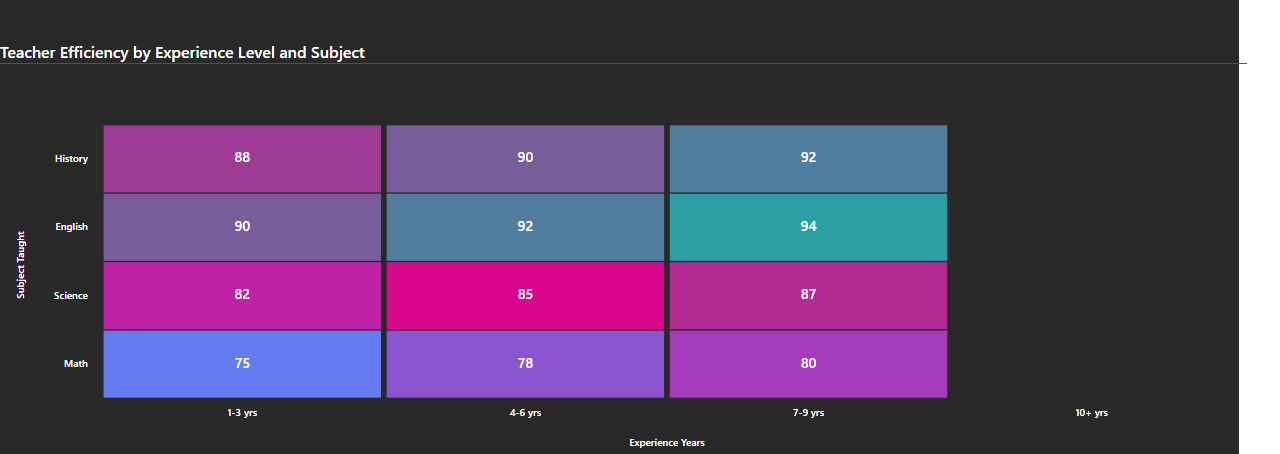 Teacher Efficiency by Experience Level and Subject
History 88 90 92
English 90 92 94
Science 82 85 87
Math 75 78 80
Subject Taught
1-3 yrs 4-6 yrs 7-9 yrs 10+ yrs
Experience Years